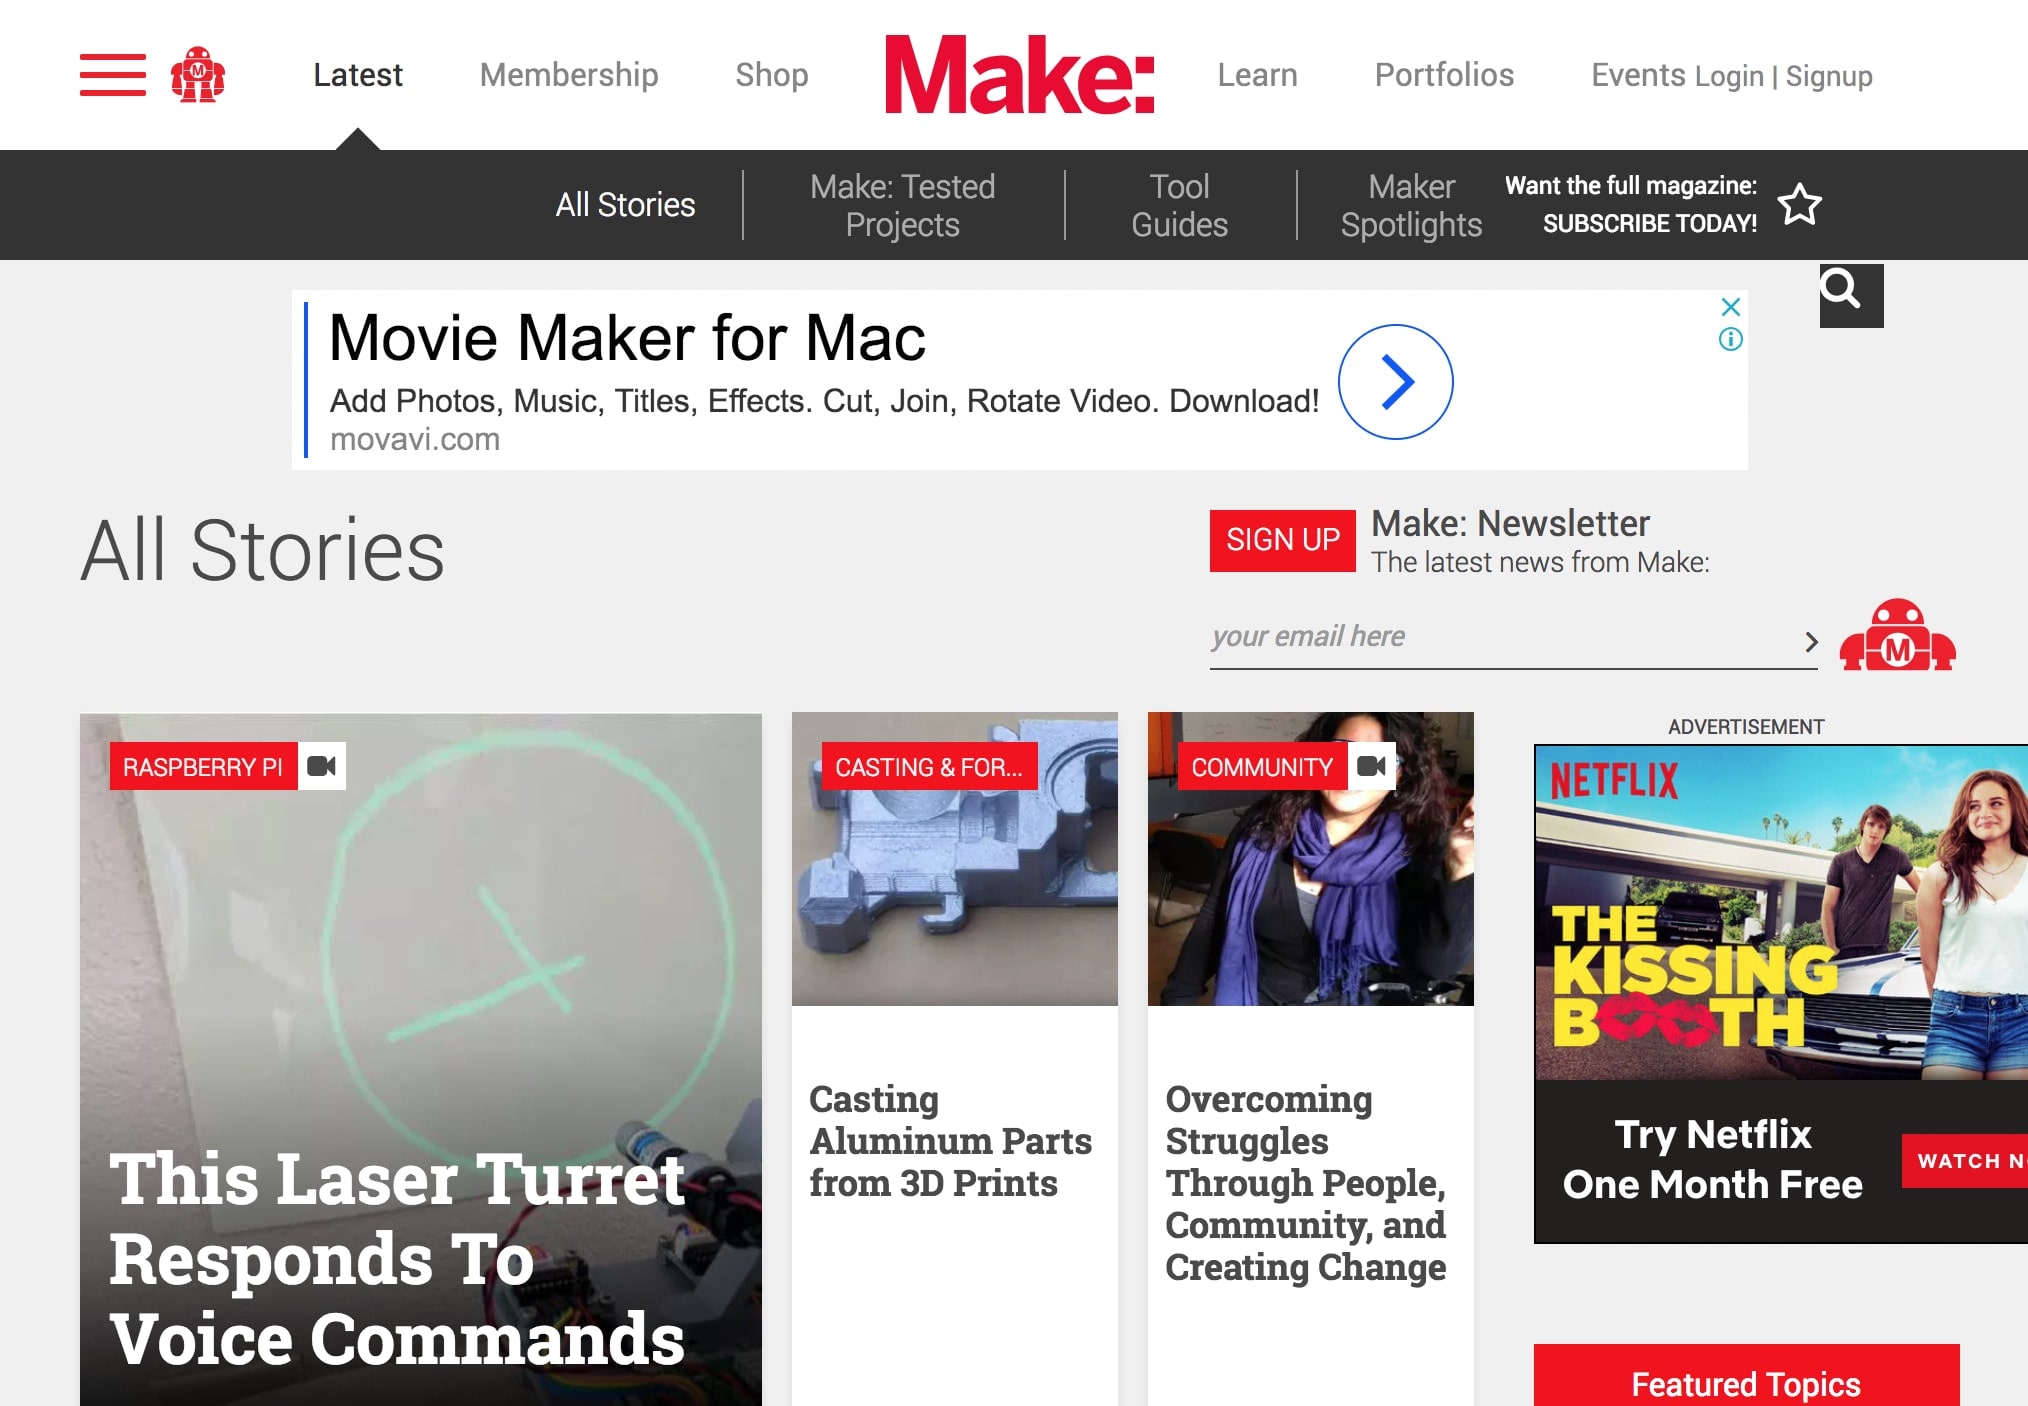 Latest
Membership
Shop
Make:
Learn
Portfolios
Events
Login | Signup
All Stories
Make: Tested
Projects
Tool
Guides
Maker
Spotlights
Want the full magazine:
SUBSCRIBE TODAY!
Movie Maker for Mac
Add Photos, Music, Titles, Effects. Cut, Join, Rotate Video. Download!
movavi.com
All Stories
SIGN UP
Make: Newsletter
The latest news from Make:
your email here
M
RASPBERRY PI
This Laser Turret
Responds To
Voice Commands
CASTING & FOR...
Casting
Aluminum Parts
from 3D Prints
COMMUNITY
Overcoming
Struggles
Through People,
Community, and
Creating Change
ADVERTISEMENT
NETFLIX
THE
KISSING
BOOTH
Try Netflix
One Month Free
WATCH N
Featured Topics